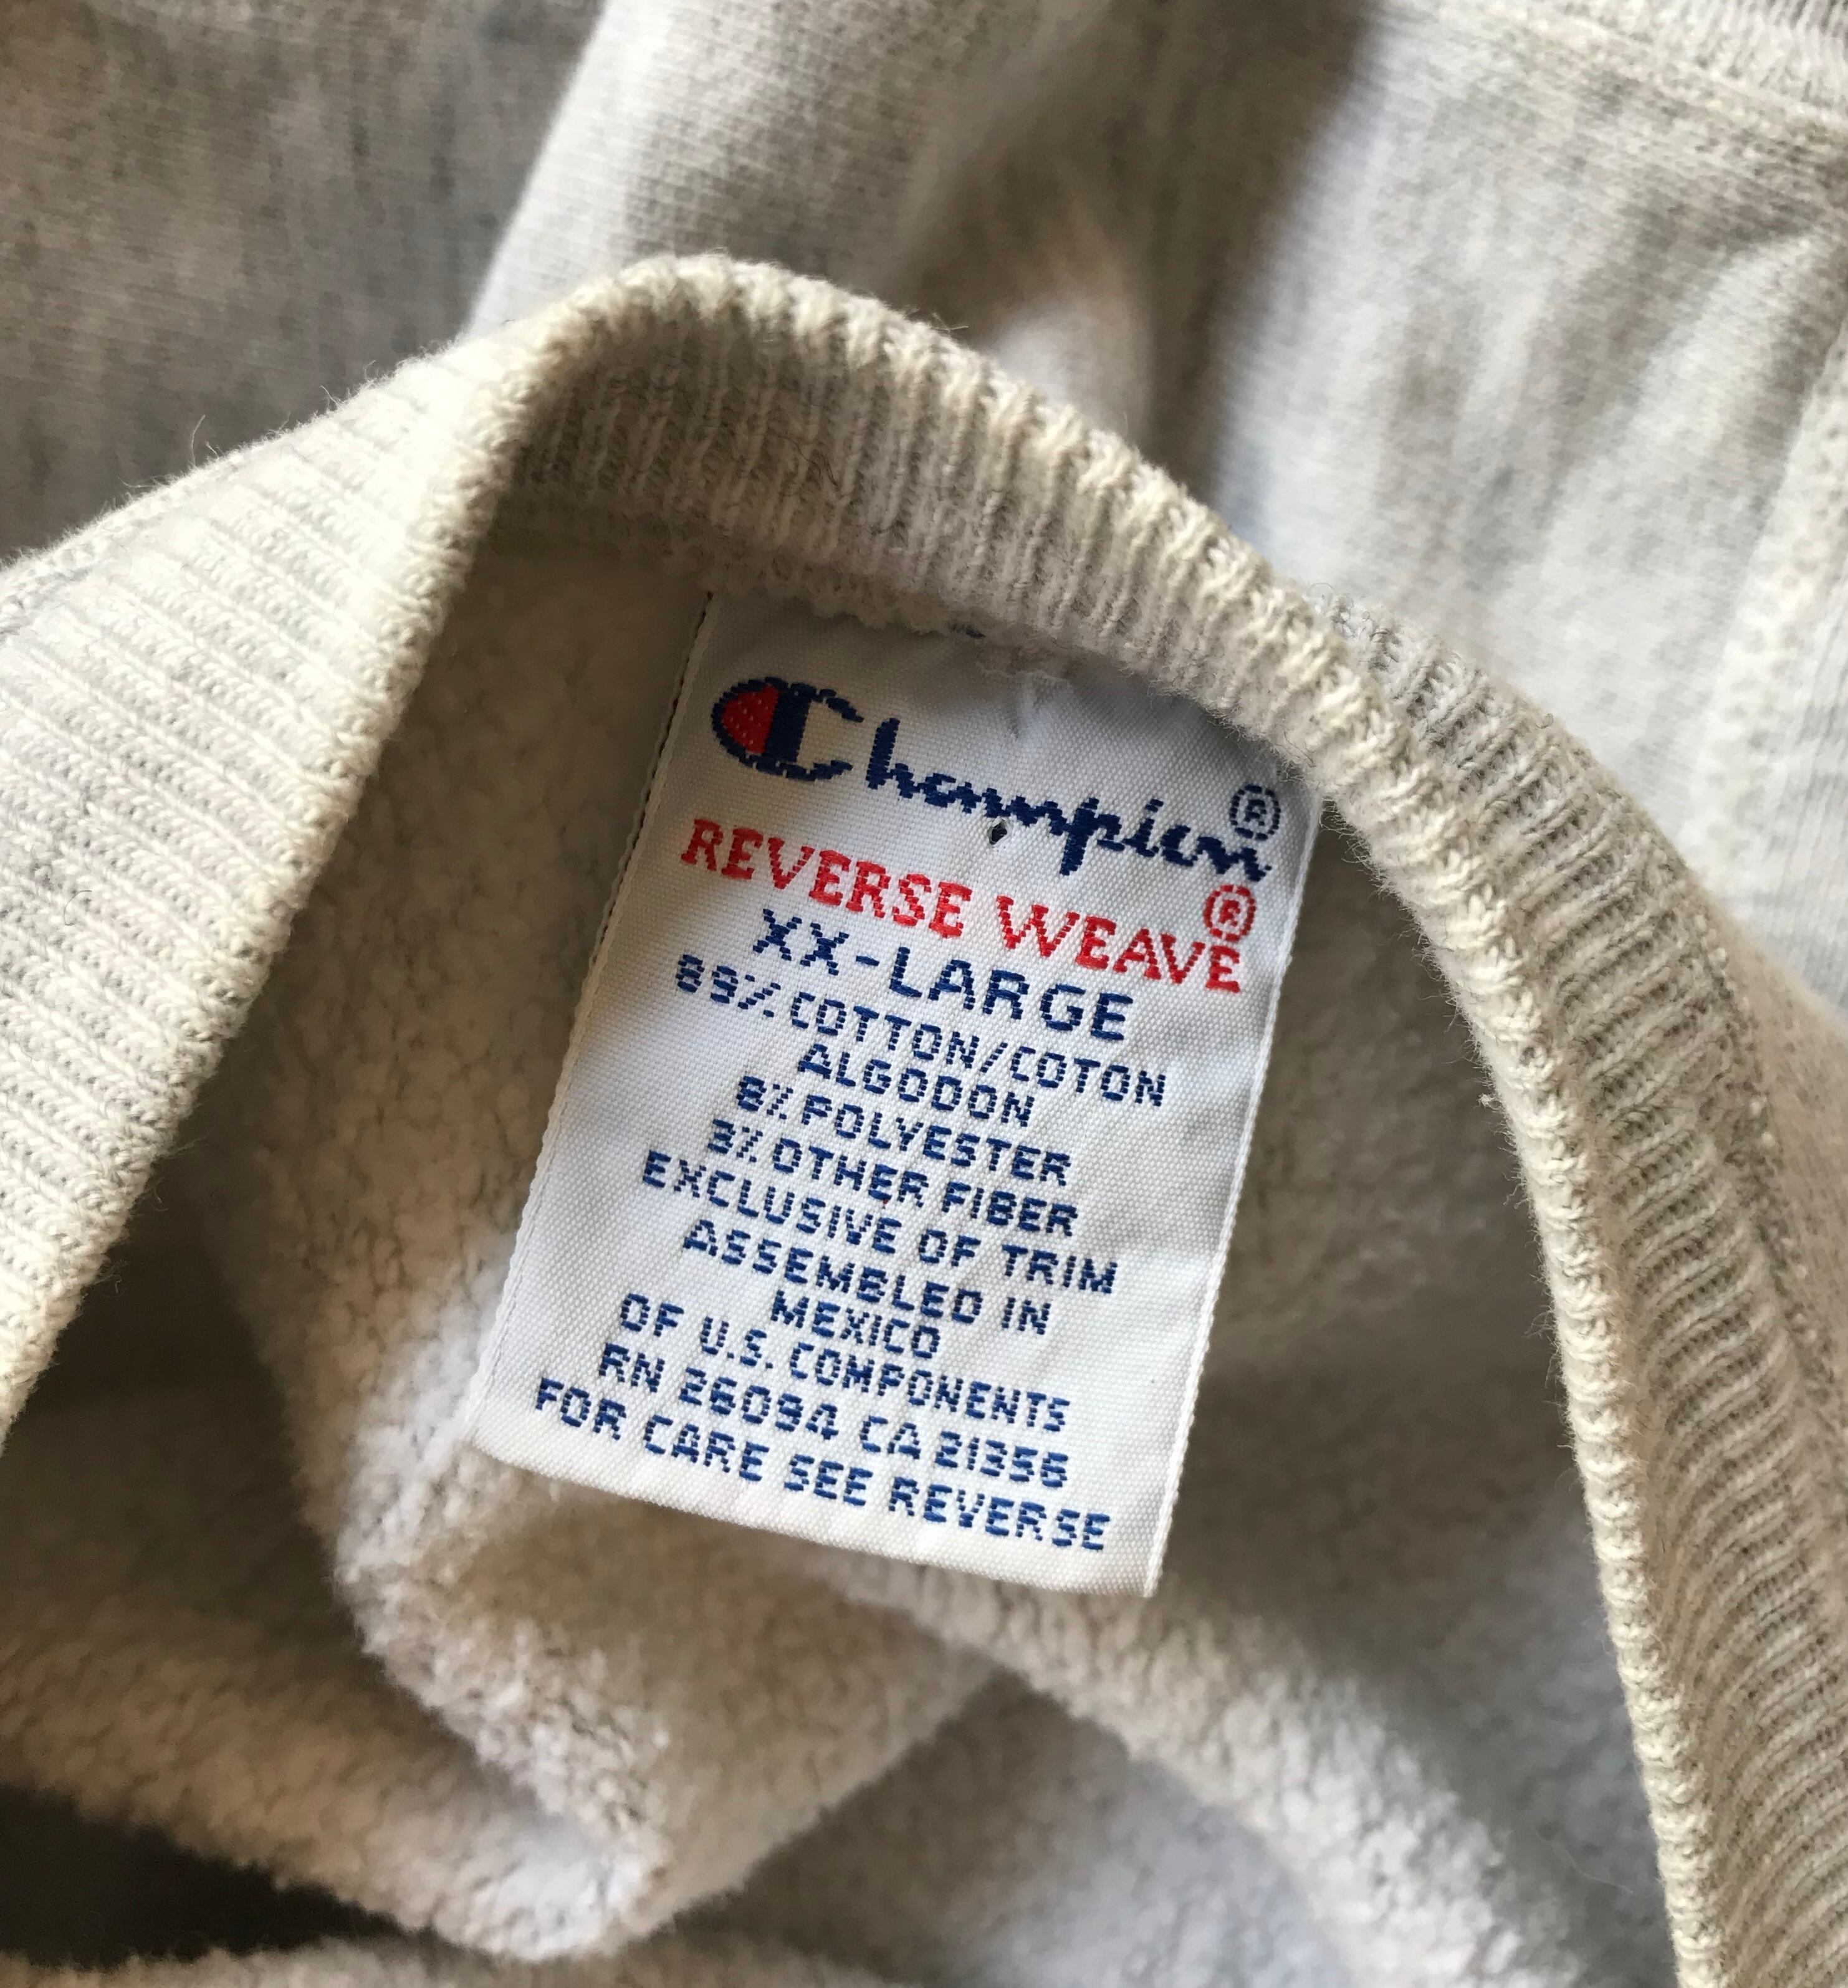 Champion®
REVERSE WEAVE®
XX-LARGE
89% COTTON/COTON
ALGODON
8% POLYESTER
3% OTHER FIBER
EXCLUSIVE OF TRIM
ASSEMBLED IN
MEXICO
OF U.S. COMPONENTS
RN 26094 CA 21356
FOR CARE SEE REVERSE